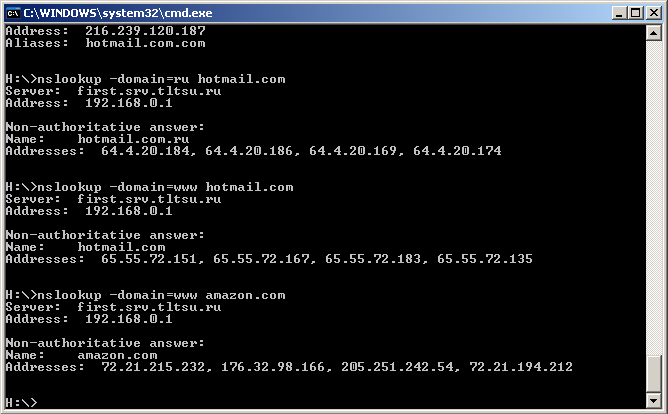 C:\WINDOWS\system32\cmd.exe
Address:  216.239.120.187
Aliases:  hotmail.com.com
H:\>nslookup -domain=ru hotmail.com
Server:  first.srv.tltsu.ru
Address:  192.168.0.1
Non-authoritative answer:
Name:    hotmail.com.ru
Addresses:  64.4.20.184, 64.4.20.186, 64.4.20.169, 64.4.20.174
H:\>nslookup -domain=www hotmail.com
Server:  first.srv.tltsu.ru
Address:  192.168.0.1
Non-authoritative answer:
Name:    hotmail.com
Addresses:  65.55.72.151, 65.55.72.167, 65.55.72.183, 65.55.72.135
H:\>nslookup -domain=www amazon.com
Server:  first.srv.tltsu.ru
Address:  192.168.0.1
Non-authoritative answer:
Name:    amazon.com
Addresses:  72.21.215.232, 176.32.98.166, 205.251.242.54, 72.21.194.212
H:\>